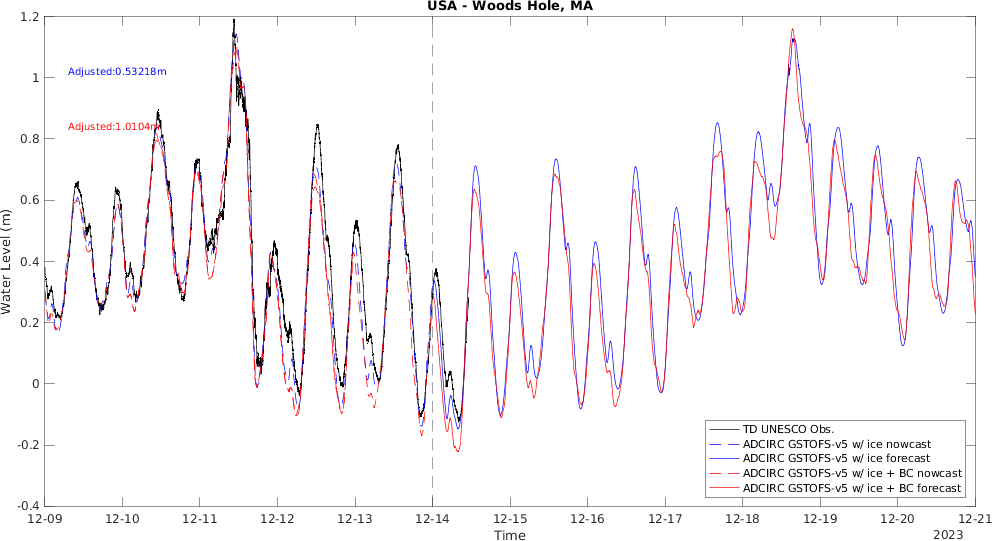 USA - Woods Hole, MA
1.2
1
0.8
0.6
0.4
0.2
0
-0.2
-0.4
Water Level (m)
Adjusted:0.53218m
Adjusted:1.0104m
TD UNESCO Obs.
ADCIRC GSTOFS-v5 w/ ice nowcast
ADCIRC GSTOFS-v5 w/ ice forecast
ADCIRC GSTOFS-v5 w/ ice + BC nowcast
ADCIRC GSTOFS-v5 w/ ice + BC forecast
12-09 12-10 12-11 12-12 12-13 12-14 12-15 12-16 12-17 12-18 12-19 12-20 12-21
Time
2023